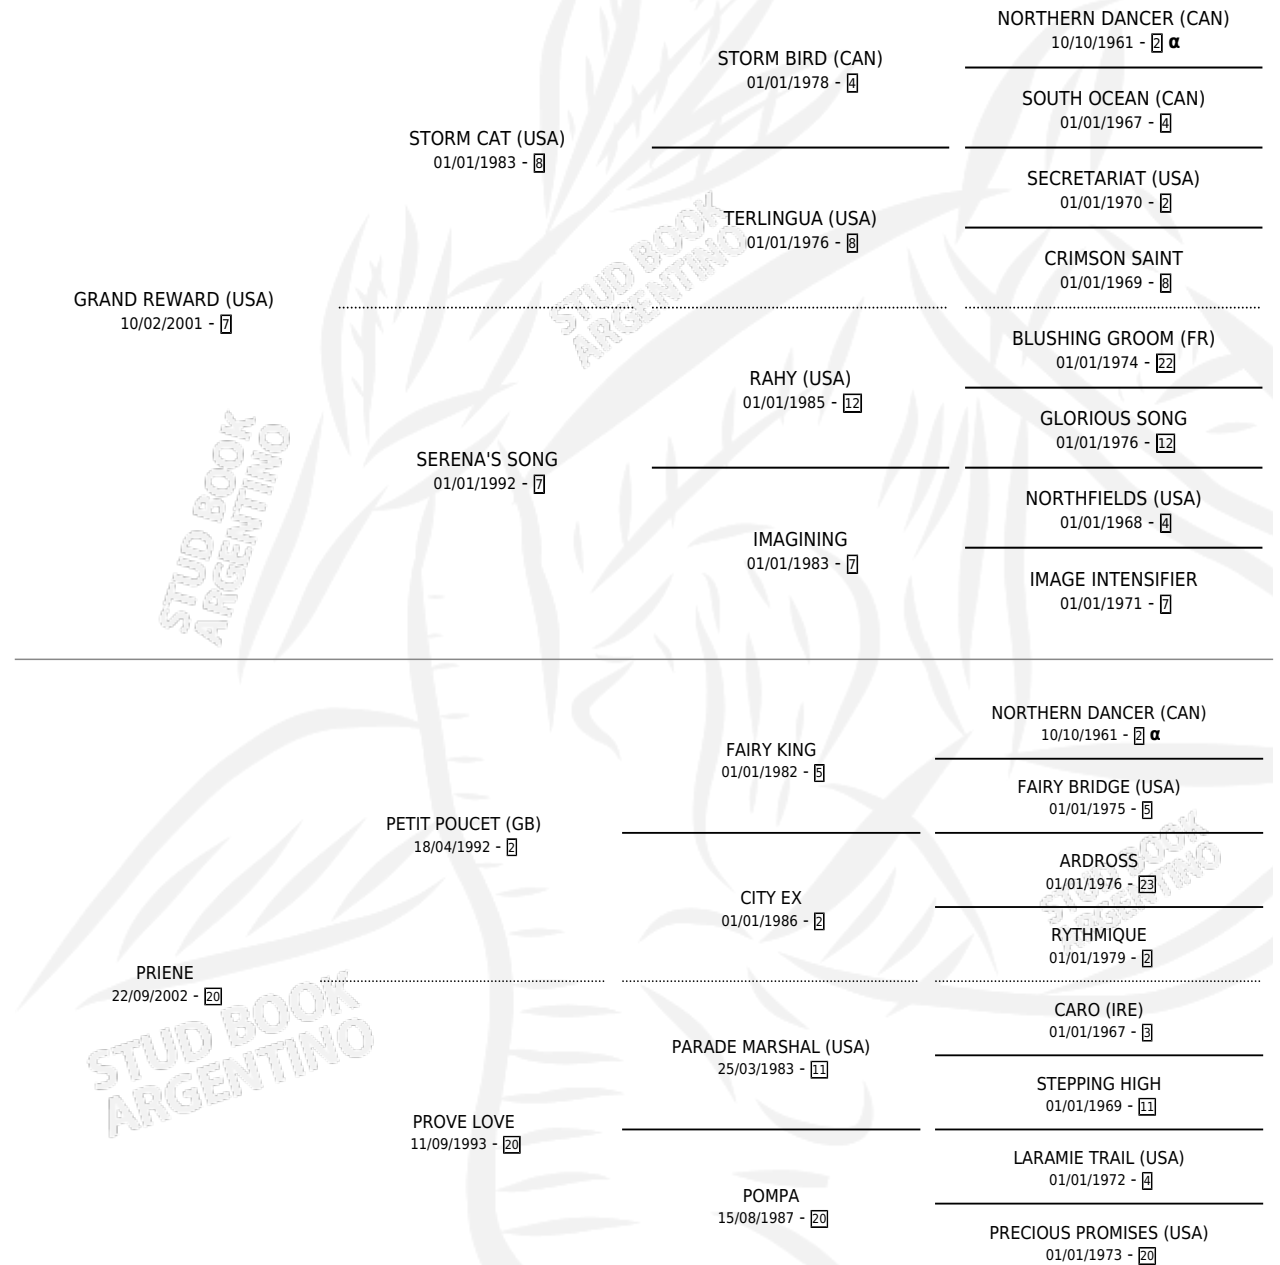 GRAND REWARD (USA)
10/02/2001 - 7
STORM CAT (USA)
01/01/1983 - 8
SERENA'S SONG
01/01/1992 - 7
STORM BIRD (CAN)
01/01/1978 - 4
TERLINGUA (USA)
01/01/1976 - 8
RAHY (USA)
01/01/1985 - 12
IMAGINING
01/01/1983 - 7
NORTHERN DANCER (CAN)
10/10/1961 - 2 α
SOUTH OCEAN (CAN)
01/01/1967 - 4
SECRETARIAT (USA)
01/01/1970 - 2
CRIMSON SAINT
01/01/1969 - 8
BLUSHING GROOM (FR)
01/01/1974 - 22
GLORIOUS SONG
01/01/1976 - 12
NORTHFIELDS (USA)
01/01/1968 - 4
IMAGE INTENSIFIER
01/01/1971 - 7
PRIENE
22/09/2002 - 20
PETIT POUCET (GB)
18/04/1992 - 2
PROVE LOVE
11/09/1993 - 20
FAIRY KING
01/01/1982 - 5
CITY EX
01/01/1986 - 2
PARADE MARSHAL (USA)
25/03/1983 - 11
POMPA
15/08/1987 - 20
NORTHERN DANCER (CAN)
10/10/1961 - 2 α
FAIRY BRIDGE (USA)
01/01/1975 - 5
ARDROSS
01/01/1976 - 23
RYTHMIQUE
01/01/1979 - 2
CARO (IRE)
01/01/1967 - 3
STEPPING HIGH
01/01/1969 - 11
LARAMIE TRAIL (USA)
01/01/1972 - 4
PRECIOUS PROMISES (USA)
01/01/1973 - 20
STUD BOOK
ARGENTINO
STUD BOOK
ARGENTINO
STUD BOOK
ARGENTINO
STUD BOOK
ARGENTINO